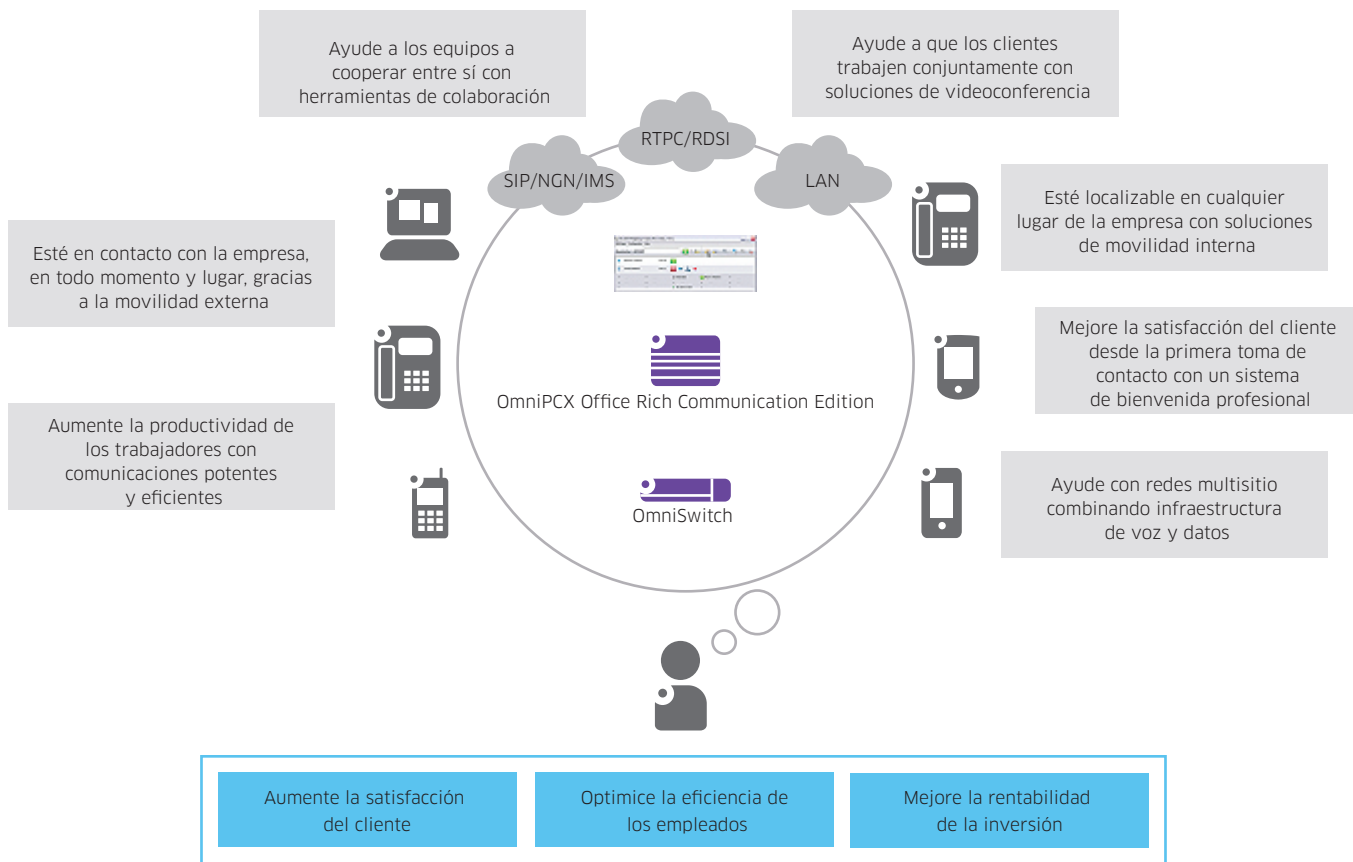 Ayude a los equipos a
cooperar entre sí con
herramientas de colaboración
Ayude a que los clientes
trabajen conjuntamente con
soluciones de videoconferencia
RTPC/RDSI
SIP/NGN/IMS
LAN
Esté en contacto con la empresa,
en todo momento y lugar, gracias
a la movilidad externa
Esté localizable en cualquier
lugar de la empresa con soluciones
de movilidad interna
Mejore la satisfacción del cliente
desde la primera toma de
contacto con un sistema
de bienvenida profesional
OmniPCX Office Rich Communication Edition
Aumente la productividad de
los trabajadores con
comunicaciones potentes
y eficientes
Ayude con redes multisitio
combinando infraestructura
de voz y datos
OmniSwitch
Aumente la satisfacción
del cliente
Optimice la eficiencia de
los empleados
Mejore la rentabilidad
de la inversión